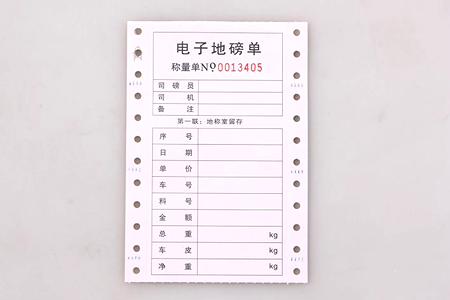 电子地磅单
称量单№0013405
司磅员
司机
备注
第一联：地称室留存
序号
日期
单价
车号
料号
金额
总重 kg
车皮 kg
净重 kg